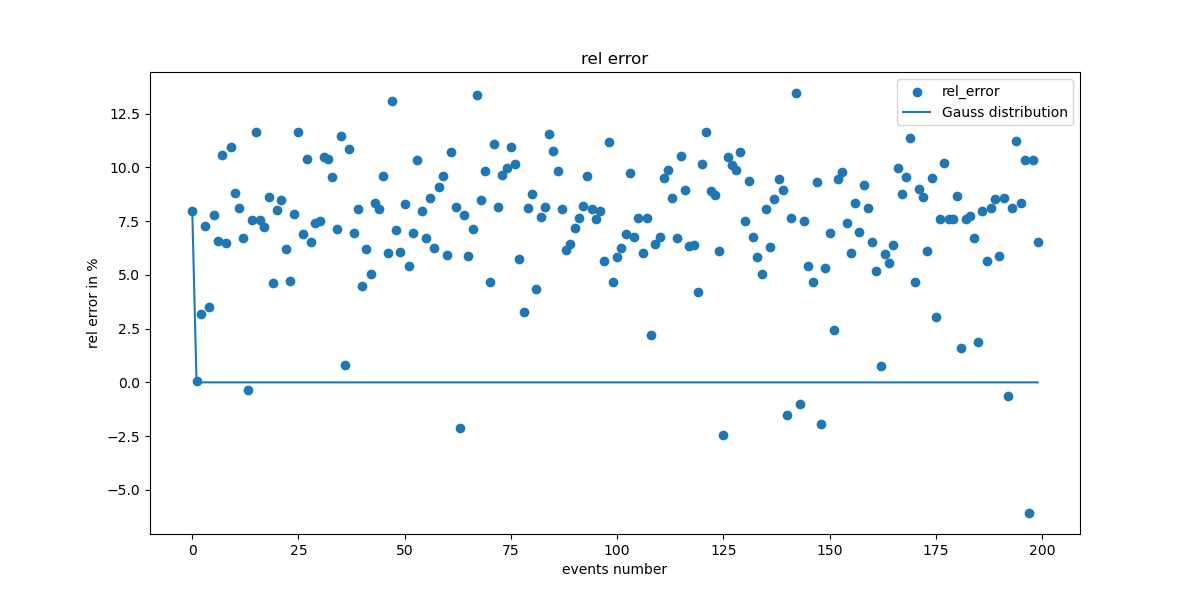 rel error
rel_error
Gauss distribution
rel error in %
12.5
10.0
7.5
5.0
2.5
0.0
−2.5
−5.0
0 25 50 75 100 125 150 175 200
events number